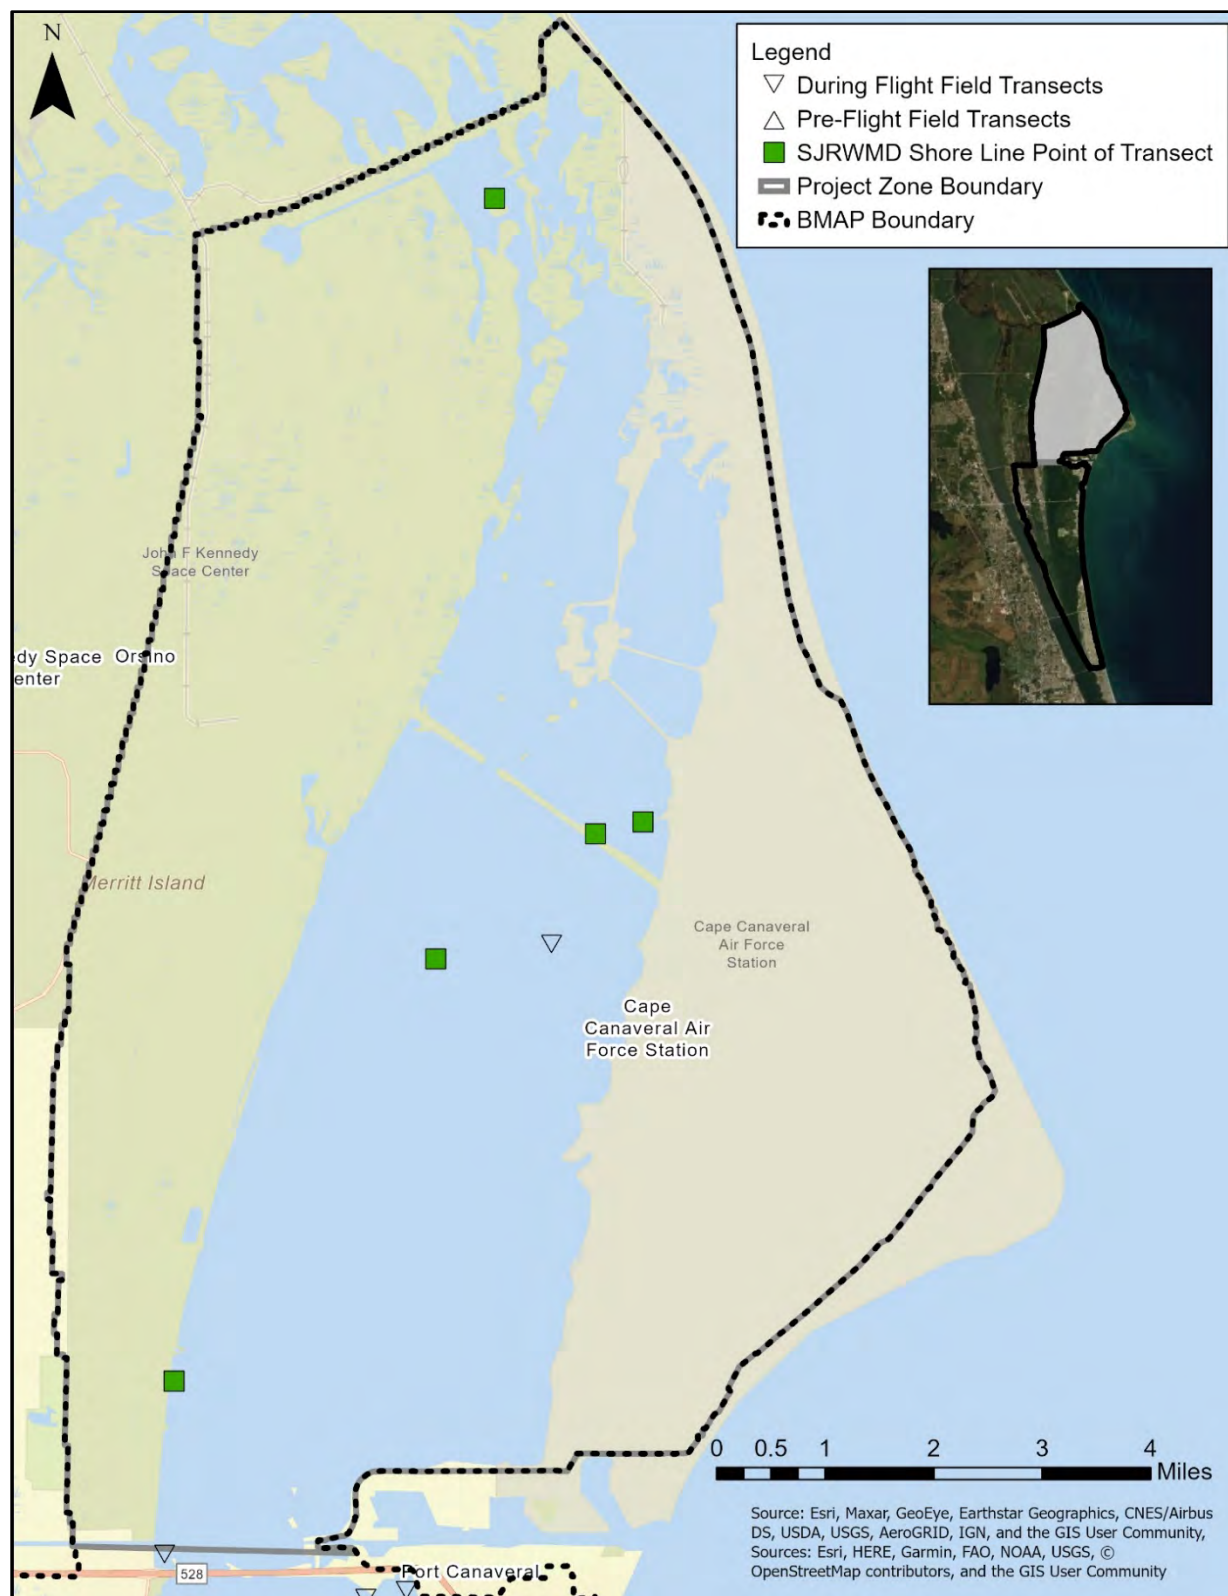 N
Legend
During Flight Field Transects
Pre-Flight Field Transects
SJRWMD Shore Line Point of Transect
Project Zone Boundary
BMAP Boundary
John F Kennedy
Space Center
edy Space
enter
Orsino
Merritt Island
Cape Canaveral
Air Force
Station
Cape
Canaveral Air
Force Station
0 0.5 1 2 3 4
Miles
Source: Esri, Maxar, GeoEye, Earthstar Geographics, CNES/Airbus
DS, USDA, USGS, AeroGRID, IGN, and the GIS User Community,
Sources: Esri, HERE, Garmin, FAO, NOAA, USGS, ©
OpenStreetMap contributors, and the GIS User Community
528
Port Canaveral